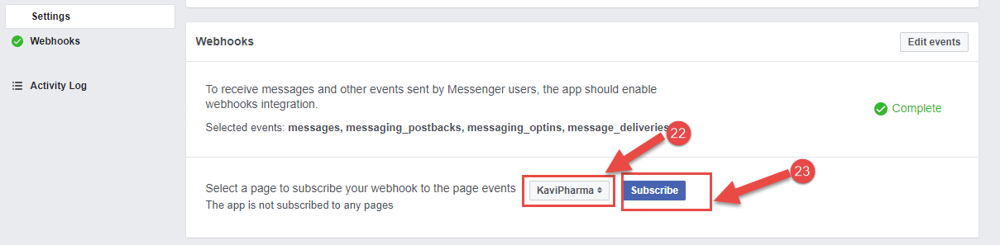 Settings
Webhooks
Activity Log
Webhooks
Edit events
To receive messages and other events sent by Messenger users, the app should enable
webhooks integration.
Complete
Selected events: messages, messaging_postbacks, messaging_optins, message_deliveries
22
23
Select a page to subscribe your webhook to the page events
KaviPharma
Subscribe
The app is not subscribed to any pages